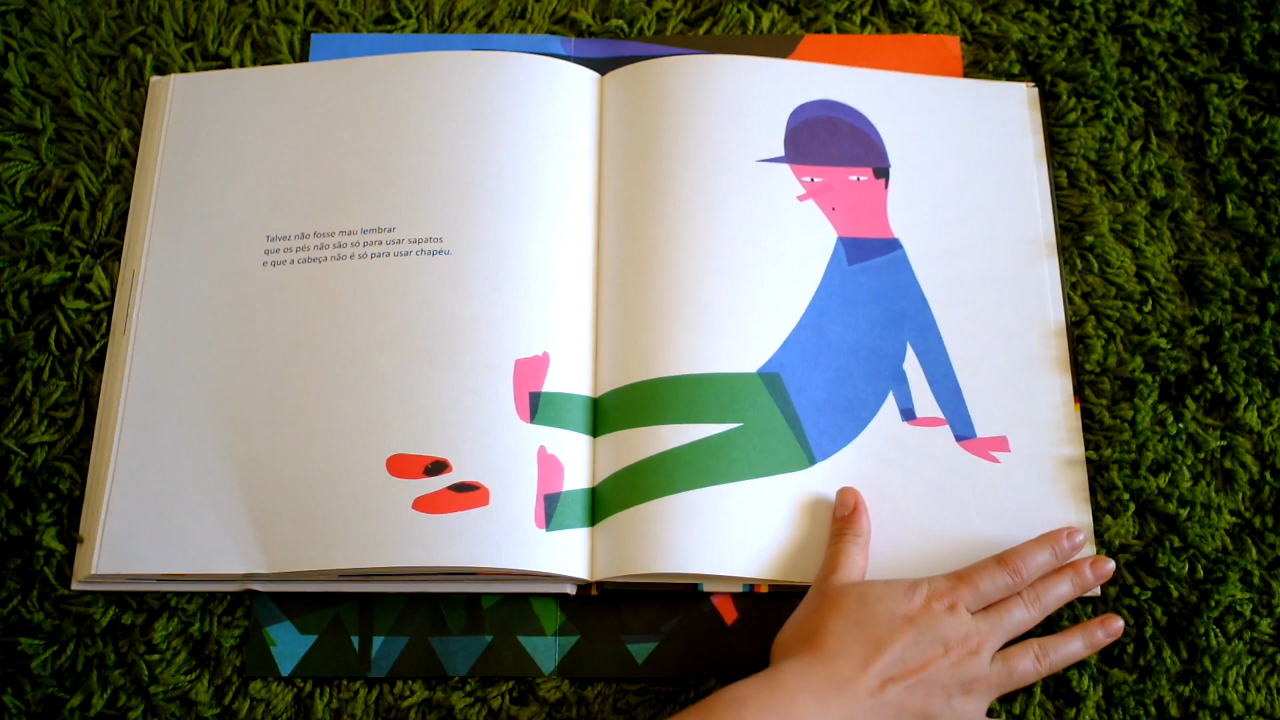 Talvez não fosse mau lembrar
que os pés não são só para usar sapatos
e que a cabeça não é só para usar chapéu.